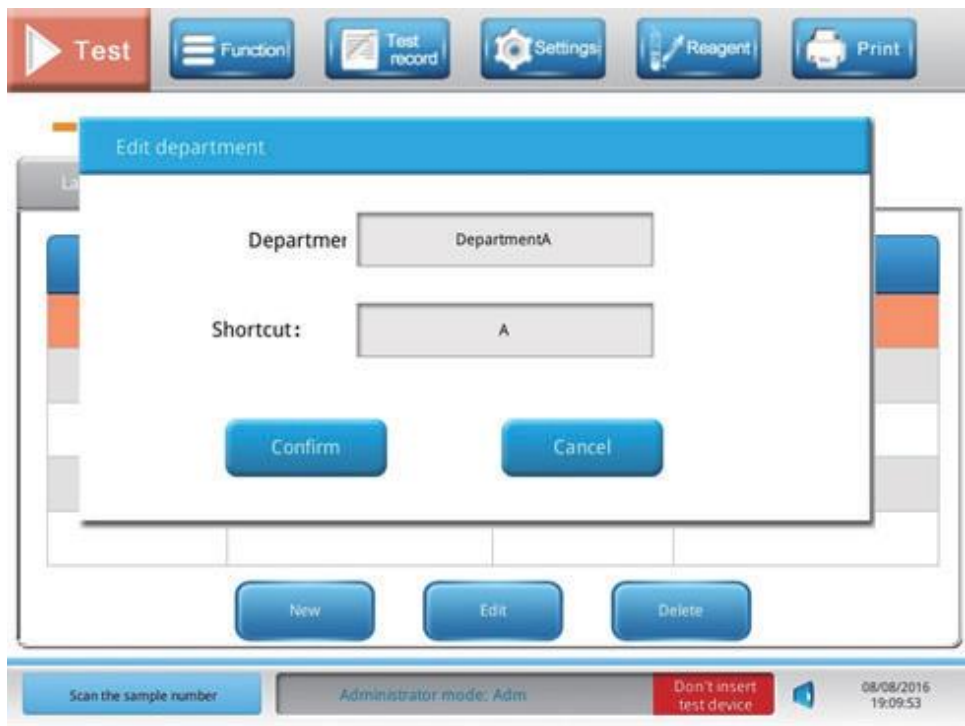 Test
Function
Test
record
Settings
Reagent
Print
Edit department
La
Departmer
DepartmentA
Shortcut:
A
Confirm
Cancel
New
Edit
Delete
Scan the sample number
Administrator mode: Adm
Don't insert
test device
08/08/2016
19:09:53